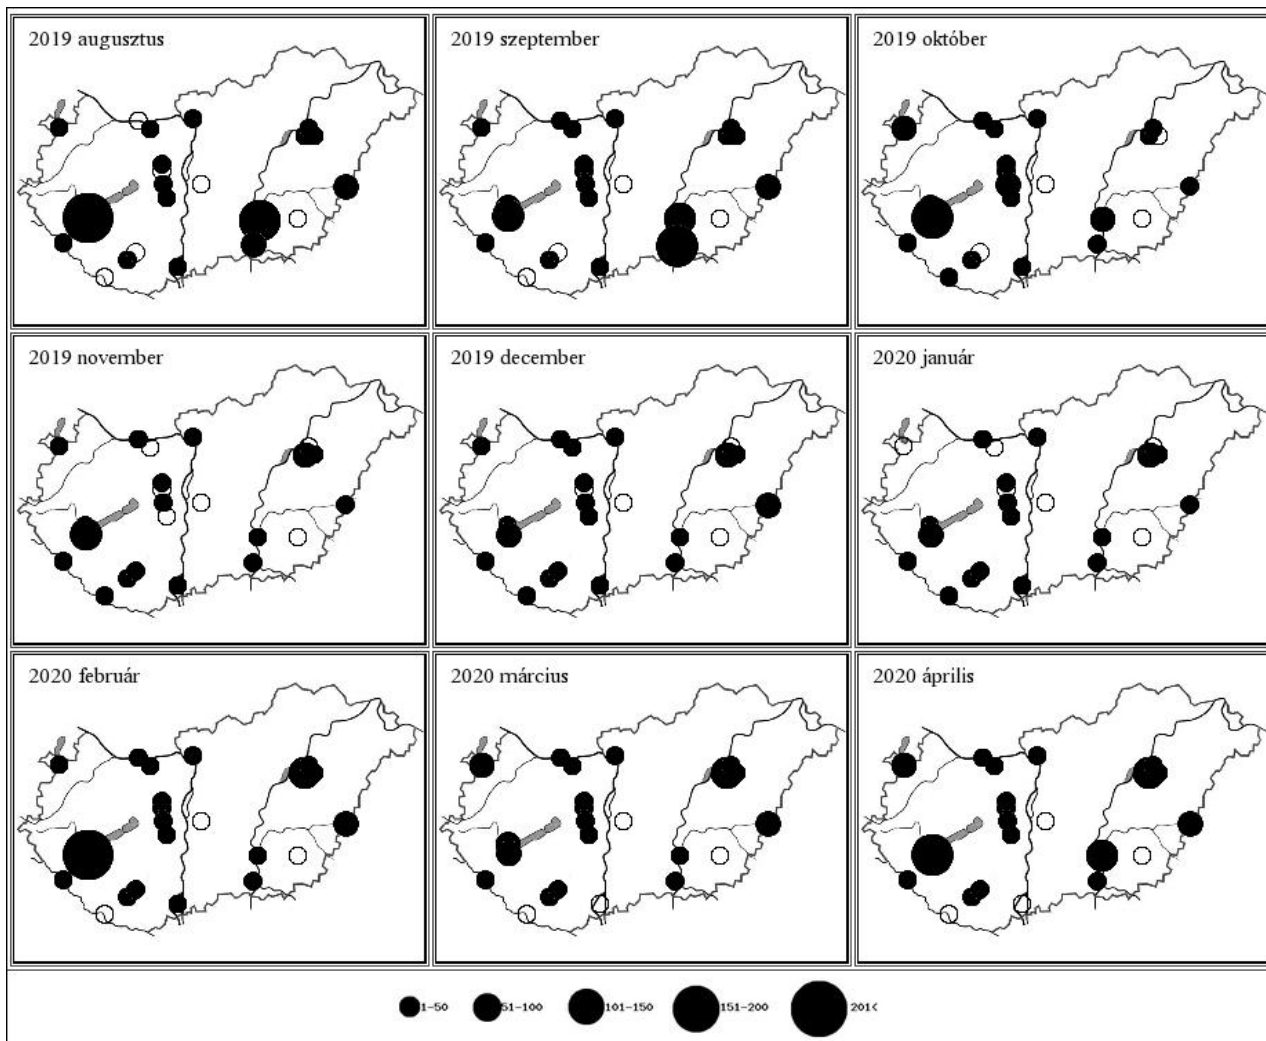 2019 augusztus
2019 szeptember
2019 október
2019 november
2019 december
2020 január
2020 február
2020 március
2020 április
1-50 51-100 101-150 151-200 201<